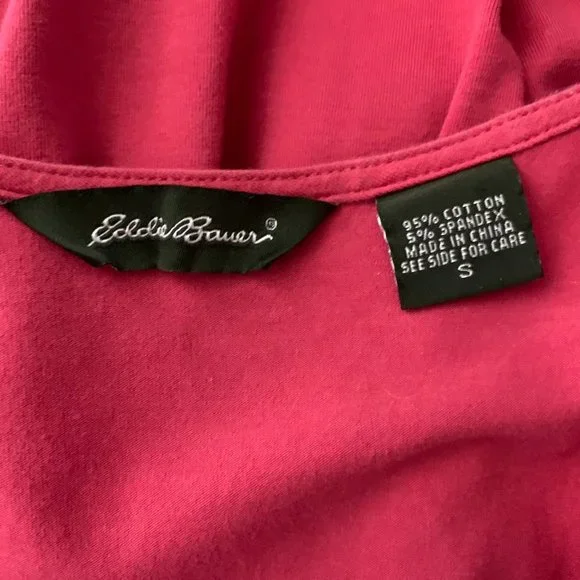 Eddie Bauer®
95% COTTON
5% SPANDEX
MADE IN CHINA
SEE SIDE FOR CARE
S